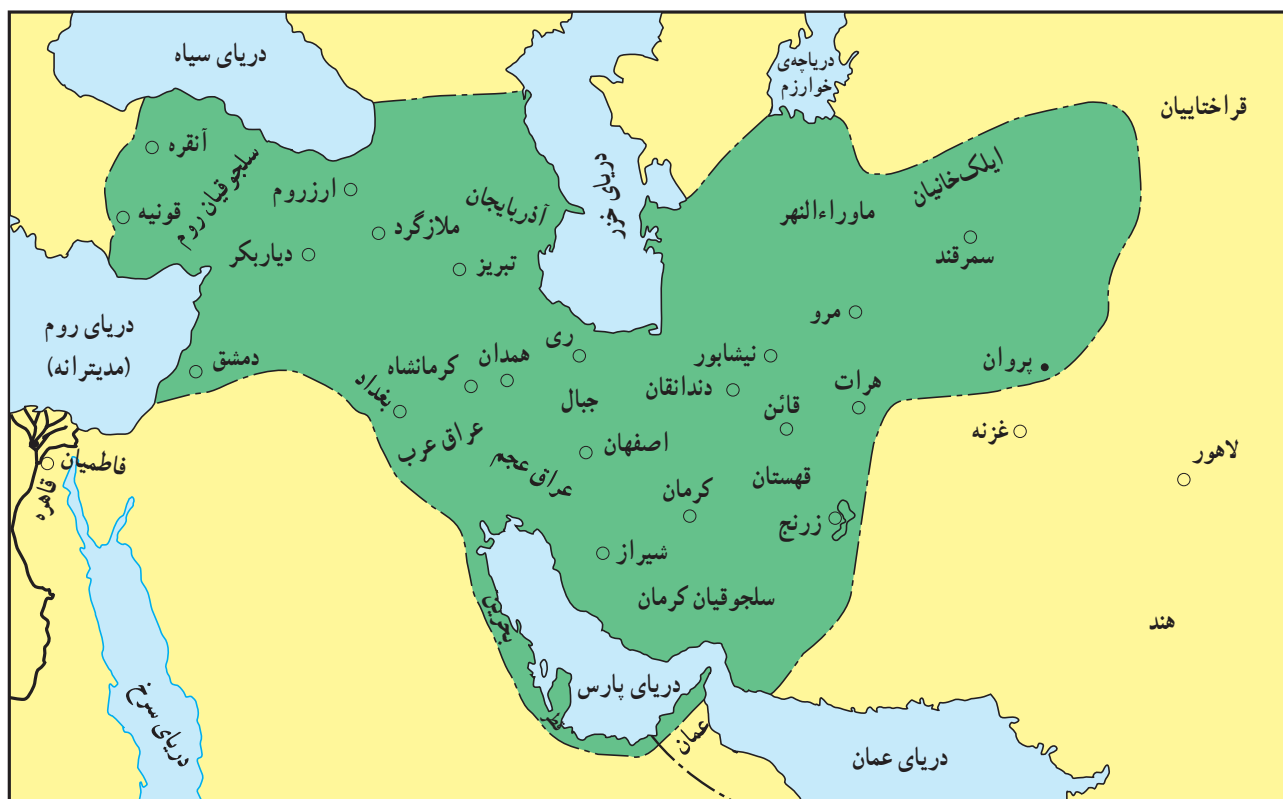 دریای سیاه
دریاچه‌ی
خوارزم
قراختاییان
آنقره
سلجوقیان روم
قونیه
ارزروم
ملازگرد
دیاربکر
آذربایجان
تبریز
دریای خزر
ایلک‌خانیان
ماوراءالنهر
سمرقند
مرو
دریای روم
(مدیترانه)
دمشق
ری
همدان
کرمانشاه
بغداد
جبال
نیشابور
دندانقان
هرات
قائن
پروان
غزنه
لاهور
عراق عرب
عراق عجم
اصفهان
کرمان
قهستان
زرنج
شیراز
سلجوقیان کرمان
فاطمیان
قاهره
هند
بحرین
دریای پارس
قطر
عمان
دریای عمان
دریای سرخ